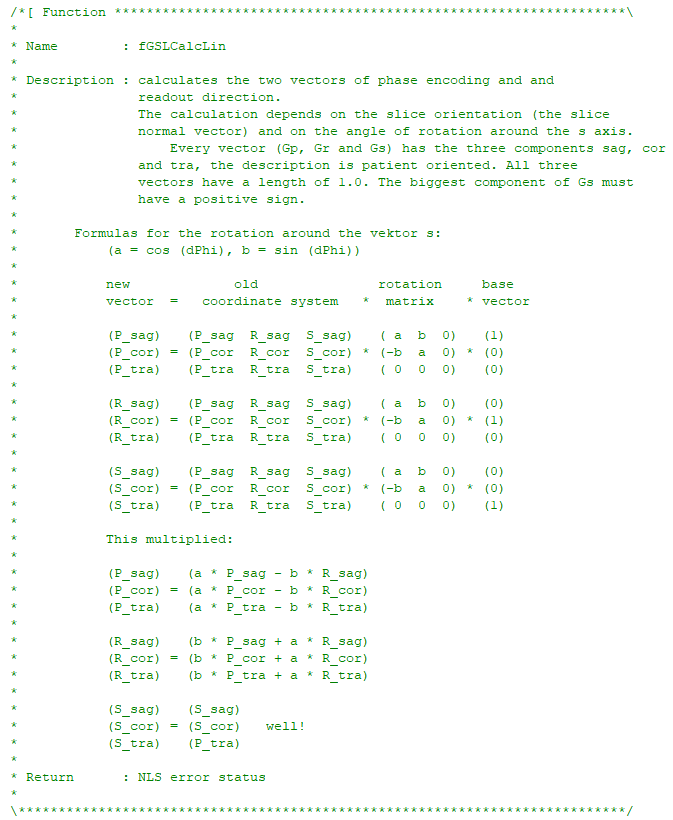 /*[ Function ****************************************************************\
*
* Name        : fGSLCalcLin
*
* Description : calculates the two vectors of phase encoding and and
*               readout direction.
*               The calculation depends on the slice orientation (the slice
*               normal vector) and on the angle of rotation around the s axis.
*                   Every vector (Gp, Gr and Gs) has the three components sag, cor
*               and tra, the description is patient oriented. All three
*               vectors have a length of 1.0. The biggest component of Gs must
*               have a positive sign.
*
*       Formulas for the rotation around the vektor s:
*           (a = cos (dPhi), b = sin (dPhi))
*
*           new             old               rotation     base
*           vector  =   coordinate system   *  matrix    * vector
*
*           (P_sag)   (P_sag  R_sag  S_sag)   ( a  b  0)   (1)
*           (P_cor) = (P_cor  R_cor  S_cor) * (-b  a  0) * (0)
*           (P_tra)   (P_tra  R_tra  S_tra)   ( 0  0  0)   (0)
*
*           (R_sag)   (P_sag  R_sag  S_sag)   ( a  b  0)   (0)
*           (R_cor) = (P_cor  R_cor  S_cor) * (-b  a  0) * (1)
*           (R_tra)   (P_tra  R_tra  S_tra)   ( 0  0  0)   (0)
*
*           (S_sag)   (P_sag  R_sag  S_sag)   ( a  b  0)   (0)
*           (S_cor) = (P_cor  R_cor  S_cor) * (-b  a  0) * (0)
*           (S_tra)   (P_tra  R_tra  S_tra)   ( 0  0  0)   (1)
*
*           This multiplied:
*
*           (P_sag)   (a * P_sag - b * R_sag)
*           (P_cor) = (a * P_cor - b * R_cor)
*           (P_tra)   (a * P_tra - b * R_tra)
*
*           (R_sag)   (b * P_sag + a * R_sag)
*           (R_cor) = (b * P_cor + a * R_cor)
*           (R_tra)   (b * P_tra + a * R_tra)
*
*           (S_sag)   (S_sag)
*           (S_cor) = (S_cor)   well!
*           (S_tra)   (P_tra)
*
* Return      : NLS error status
*
\****************************************************************************/